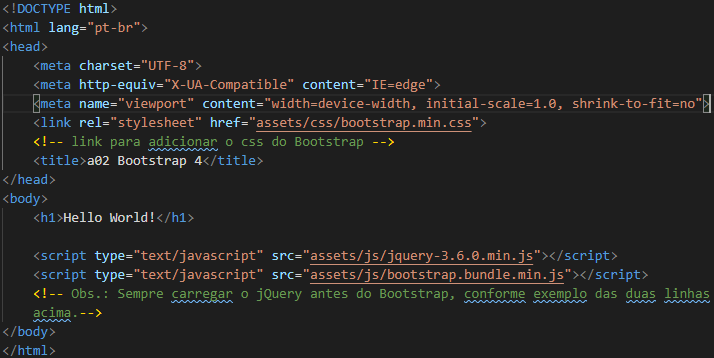 <!DOCTYPE html>
<html lang="pt-br">
<head>
    <meta charset="UTF-8">
    <meta http-equiv="X-UA-Compatible" content="IE=edge">
    <meta name="viewport" content="width=device-width, initial-scale=1.0, shrink-to-fit=no">
    <link rel="stylesheet" href="assets/css/bootstrap.min.css">
    <!-- link para adicionar o css do Bootstrap -->
    <title>a02 Bootstrap 4</title>
</head>
<body>
    <h1>Hello World!</h1>

    <script type="text/javascript" src="assets/js/jquery-3.6.0.min.js"></script>
    <script type="text/javascript" src="assets/js/bootstrap.bundle.min.js"></script>
    <!-- Obs.: Sempre carregar o jQuery antes do Bootstrap, conforme exemplo das duas linhas
    acima.-->
</body>
</html>